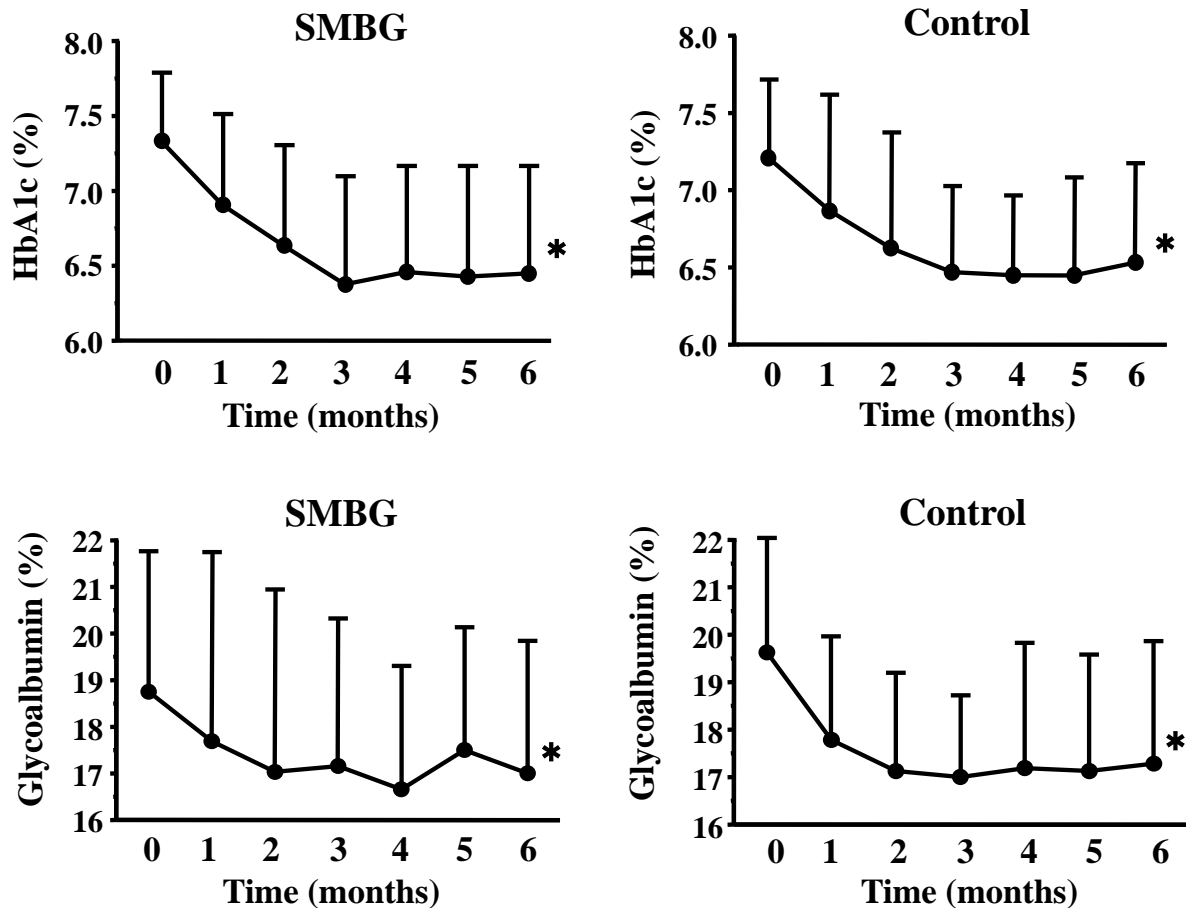 SMBG
HbA1c (%)
8.0
7.5
7.0
6.5
6.0
*
0 1 2 3 4 5 6
Time (months)
Control
HbA1c (%)
8.0
7.5
7.0
6.5
6.0
*
0 1 2 3 4 5 6
Time (months)
SMBG
Glycoalbumin (%)
22
21
20
19
18
17
16
*
0 1 2 3 4 5 6
Time (months)
Control
Glycoalbumin (%)
22
21
20
19
18
17
16
*
0 1 2 3 4 5 6
Time (months)